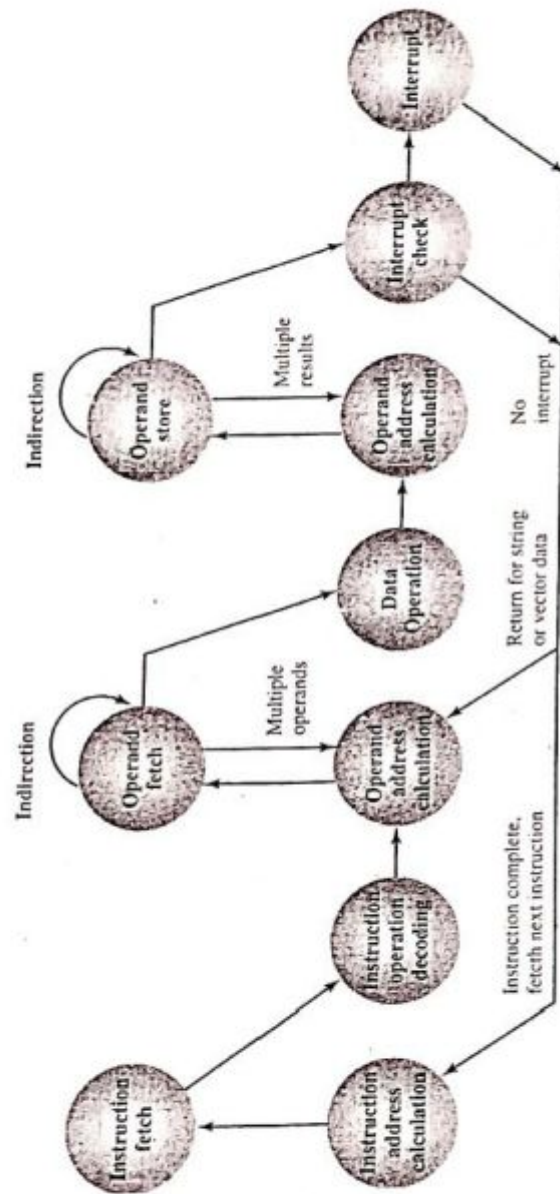 Indirection
Indirection
Instruction
fetch
Operand
fetch
Operand
store
Multiple
operands
Multiple
results
Instruction
address
calculation
Instruction
operation
decoding
Operand
address
calculation
Data
Operation
Operand
address
calculation
Interrupt
check
Interrupt
Instruction complete,
fetcth next instruction
Return for string
or vector data
No
interrupt